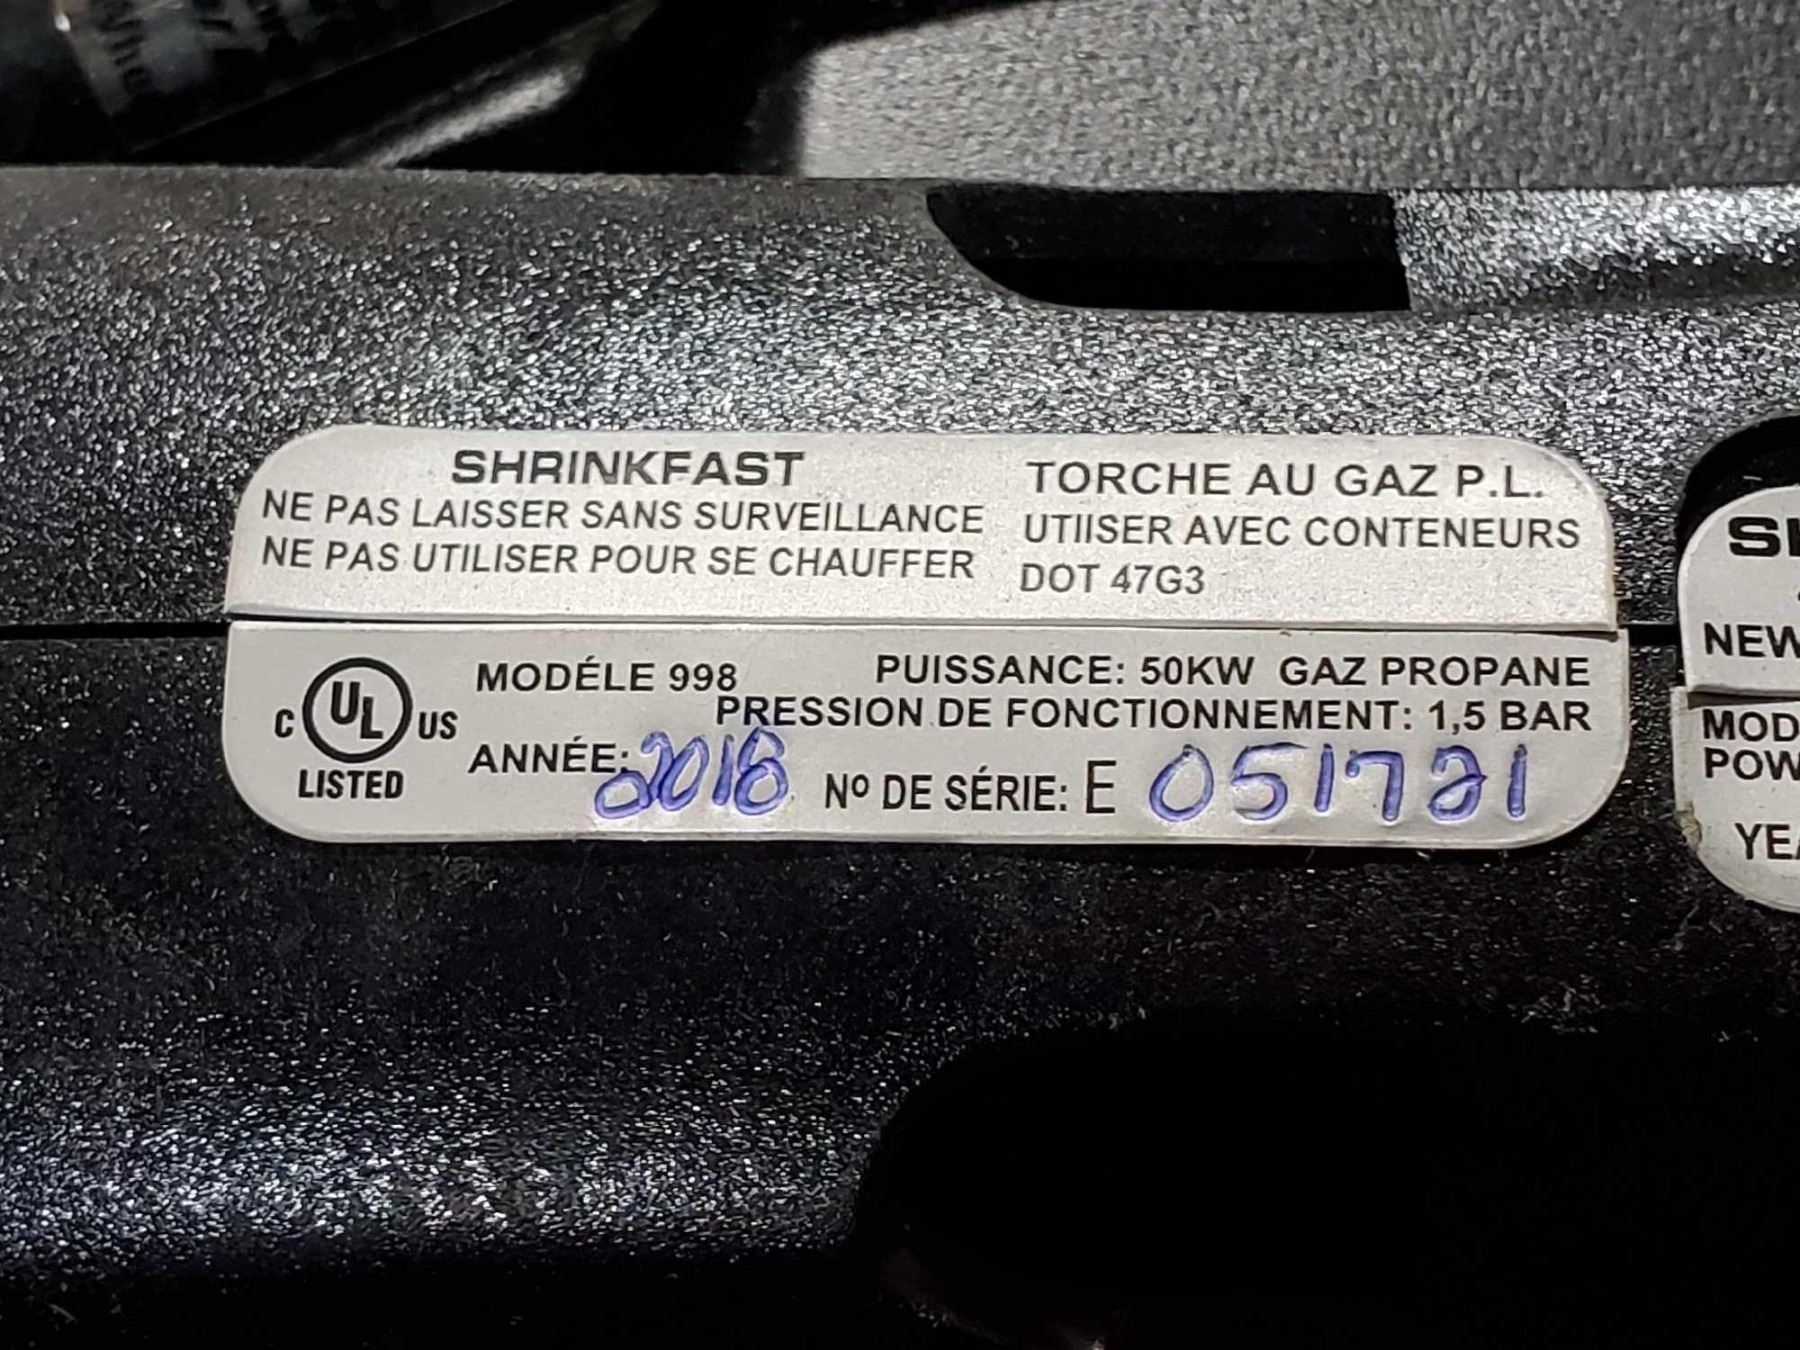 SHRINKFAST
NE PAS LAISSER SANS SURVEILLANCE
NE PAS UTILISER POUR SE CHAUFFER
TORCHE AU GAZ P.L.
UTIISER AVEC CONTENEURS
DOT 47G3
C UL US
LISTED
MODÉLE 998
PUISSANCE: 50KW GAZ PROPANE
PRESSION DE FONCTIONNEMENT: 1,5 BAR
ANNÉE: 2018
Nº DE SÉRIE: E 051721
NEW
MOD
POW
YEA